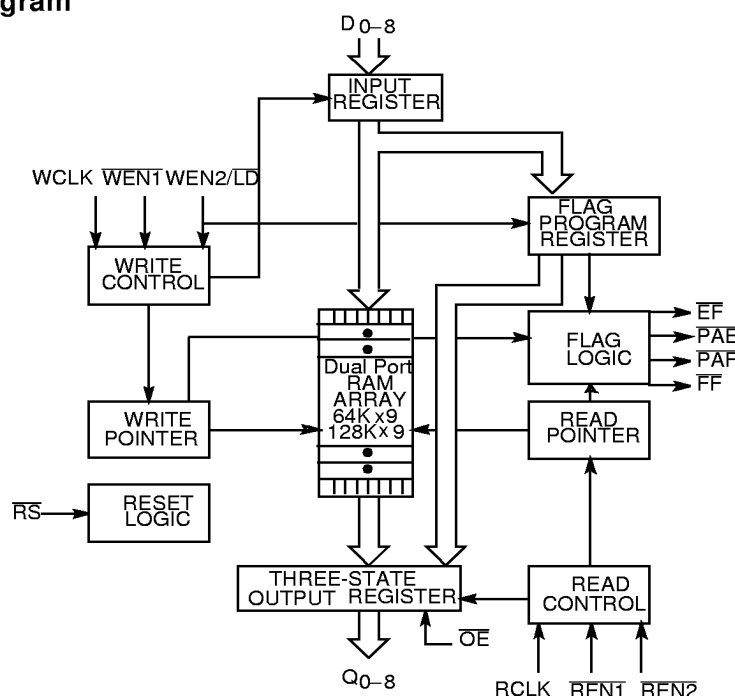 gram
D0–8
INPUT
REGISTER
WCLK WEN1 WEN2/LD
FLAG
PROGRAM
REGISTER
WRITE
CONTROL
EF
FLAG
LOGIC
PAE
PAF
FF
Dual Port
RAM
ARRAY
64K x 9
128K x 9
WRITE
POINTER
READ
POINTER
RS
RESET
LOGIC
THREE-STATE
OUTPUT REGISTER
READ
CONTROL
OE
Q0–8
RCLK REN1 REN2